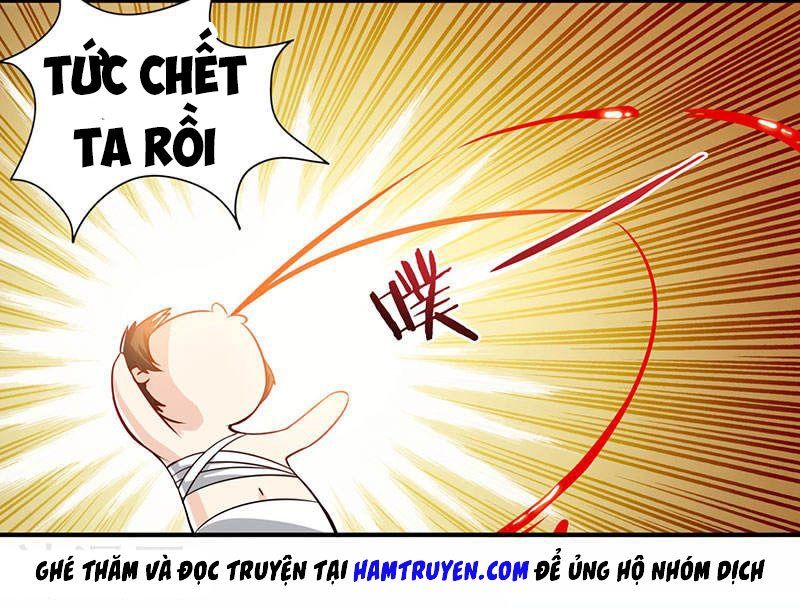 TỨC CHẾT
TA RỒI
噗
GHÉ THĂM VÀ ĐỌC TRUYỆN TẠI HAMTRUYEN.COM ĐỂ ỦNG HỘ NHÓM DỊCH